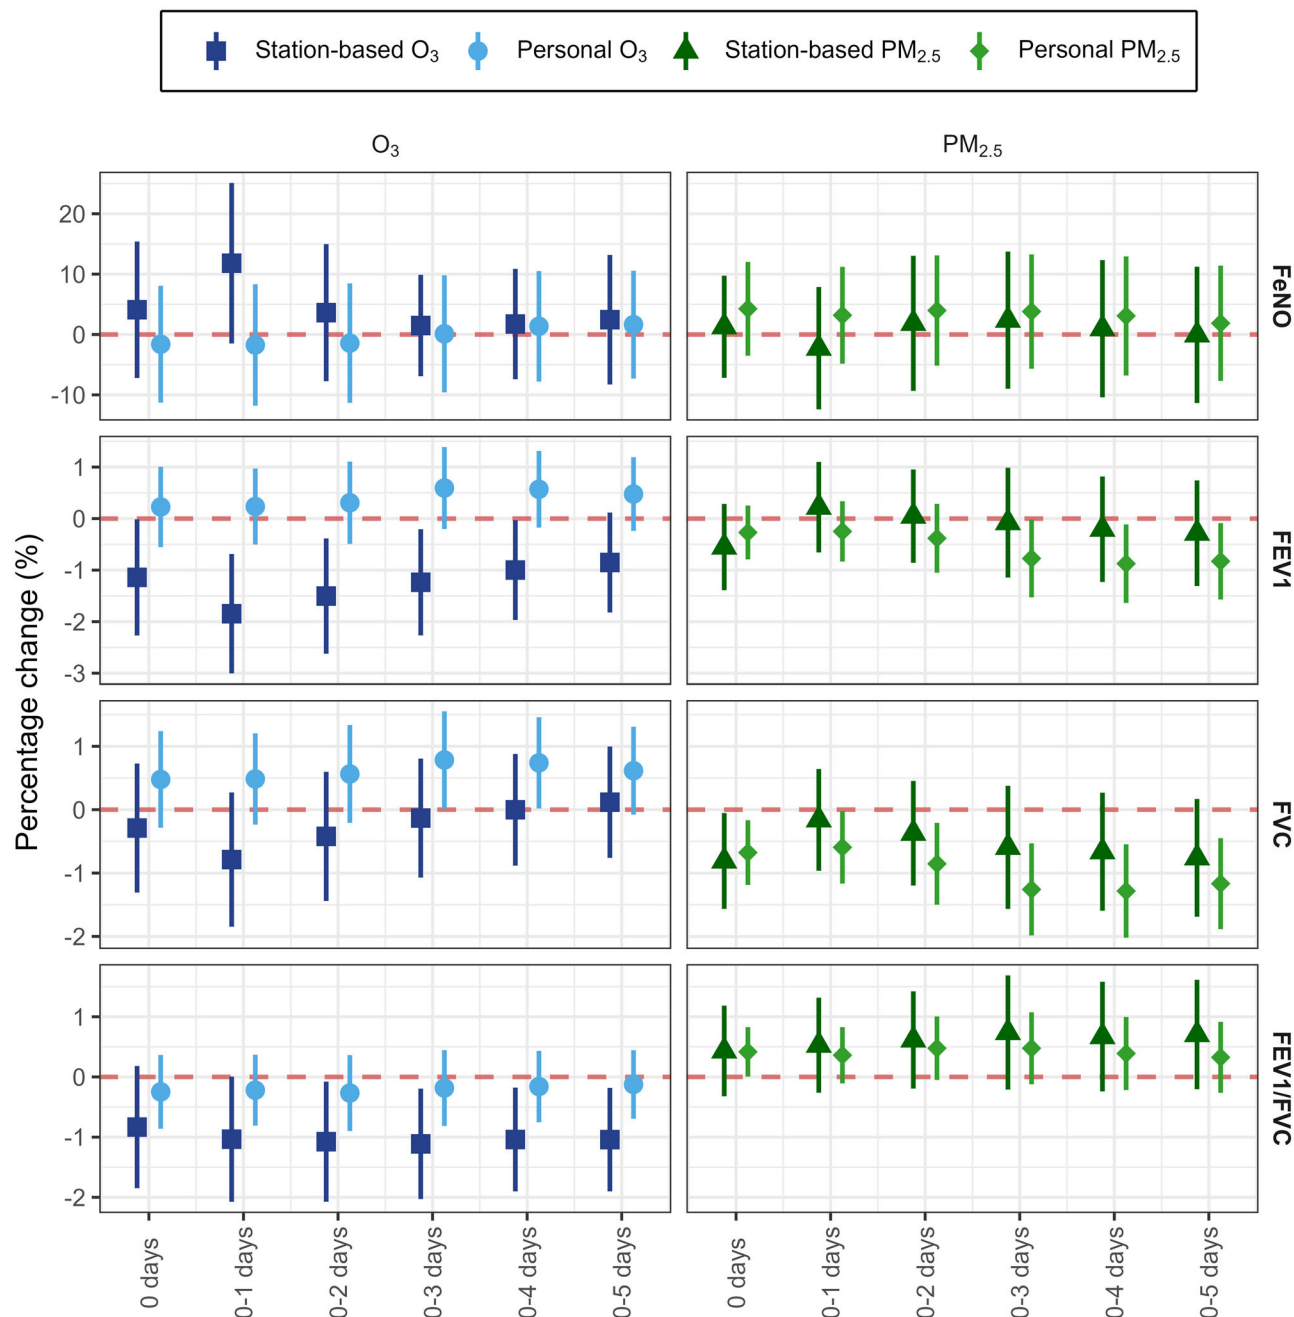 Station-based O₃ Personal O₃ Station-based PM₂.₅ Personal PM₂.₅
O₃ PM₂.₅
Percentage change (%)
20
10
0
-10
FeNO
1
0
-1
-2
-3
FEV1
1
0
-1
-2
FVC
1
0
-1
-2
FEV1/FVC
0 days 0-1 days 0-2 days 0-3 days 0-4 days 0-5 days 0 days 0-1 days 0-2 days 0-3 days 0-4 days 0-5 days